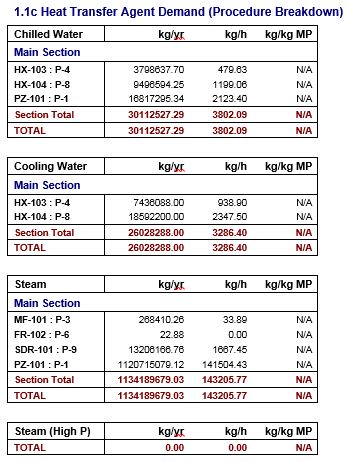 1.1c Heat Transfer Agent Demand (Procedure Breakdown)
Chilled Water kg/yr kg/h kg/kg MP
Main Section
HX-103 : P-4 3798637.70 479.63 N/A
HX-104 : P-8 9496594.25 1199.06 N/A
PZ-101 : P-1 16817295.34 2123.40 N/A
Section Total 30112527.29 3802.09 N/A
TOTAL 30112527.29 3802.09 N/A
Cooling Water kg/yr kg/h kg/kg MP
Main Section
HX-103 : P-4 7436088.00 938.90 N/A
HX-104 : P-8 18592200.00 2347.50 N/A
Section Total 26028288.00 3286.40 N/A
TOTAL 26028288.00 3286.40 N/A
Steam kg/yr kg/h kg/kg MP
Main Section
MF-101 : P-3 268410.26 33.89 N/A
FR-102 : P-6 22.88 0.00 N/A
SDR-101 : P-9 13206166.76 1667.45 N/A
PZ-101 : P-1 1120715079.12 141504.43 N/A
Section Total 1134189679.03 143205.77 N/A
TOTAL 1134189679.03 143205.77 N/A
Steam (High P) kg/yr kg/h kg/kg MP
TOTAL 0.00 0.00 N/A